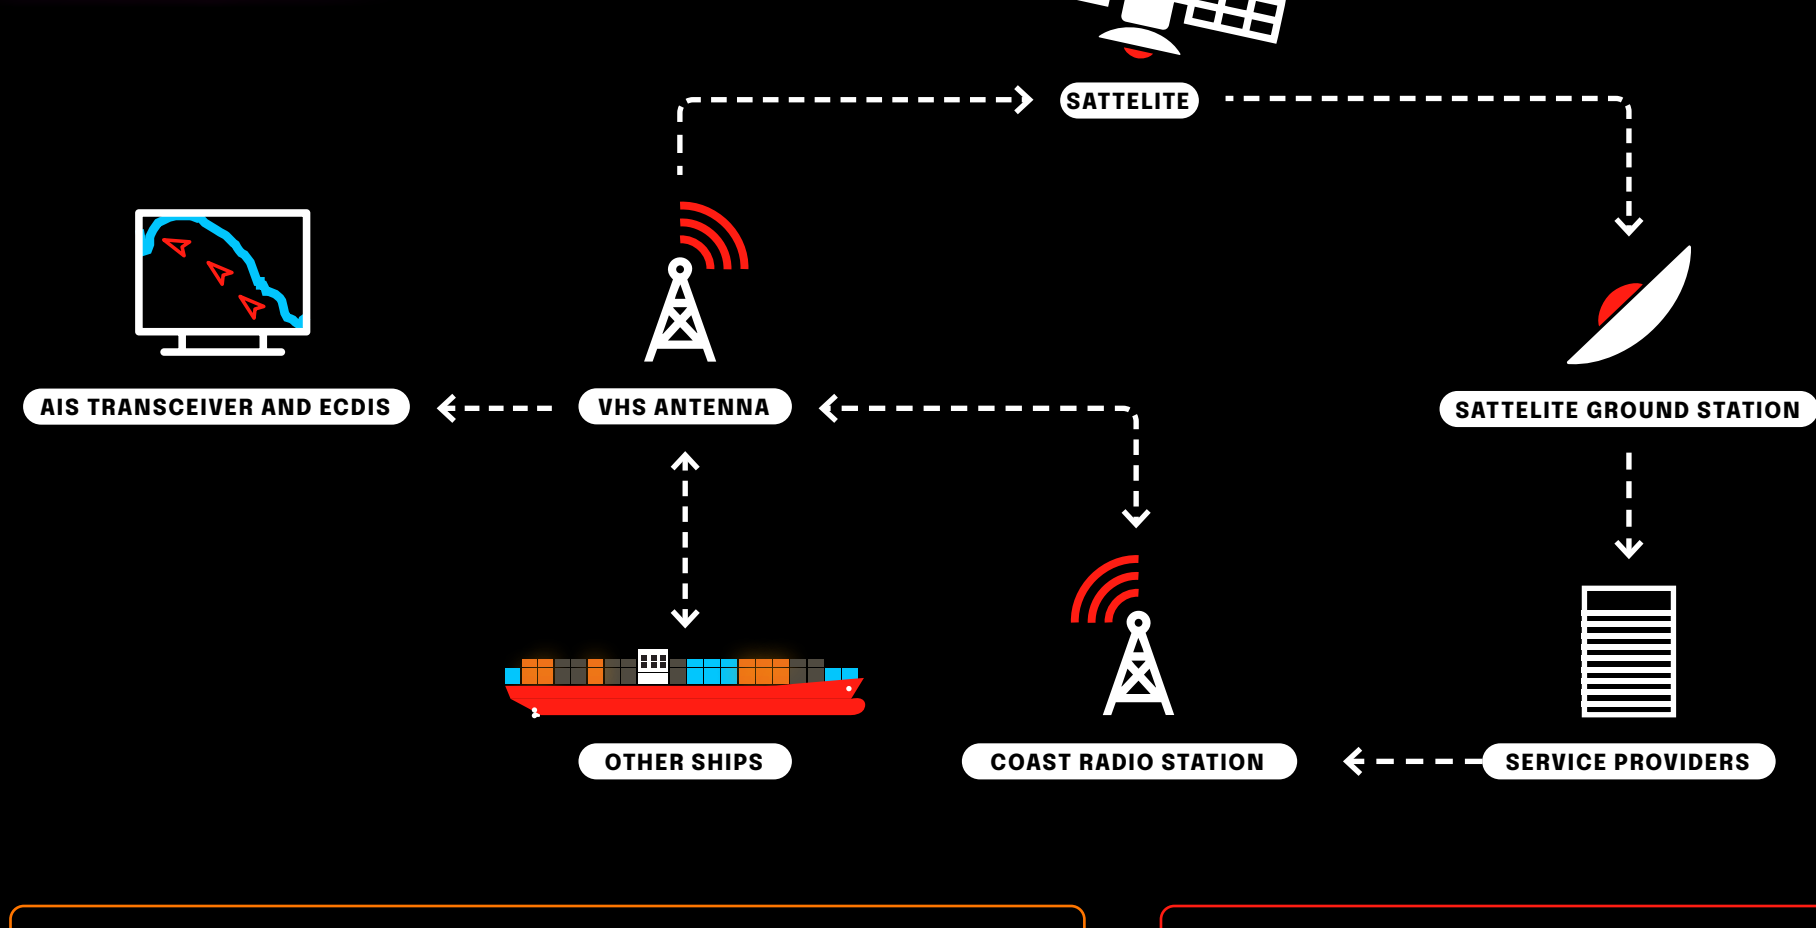 SATTELITE
AIS TRANSCEIVER AND ECDIS
VHS ANTENNA
SATTELITE GROUND STATION
OTHER SHIPS
COAST RADIO STATION
SERVICE PROVIDERS